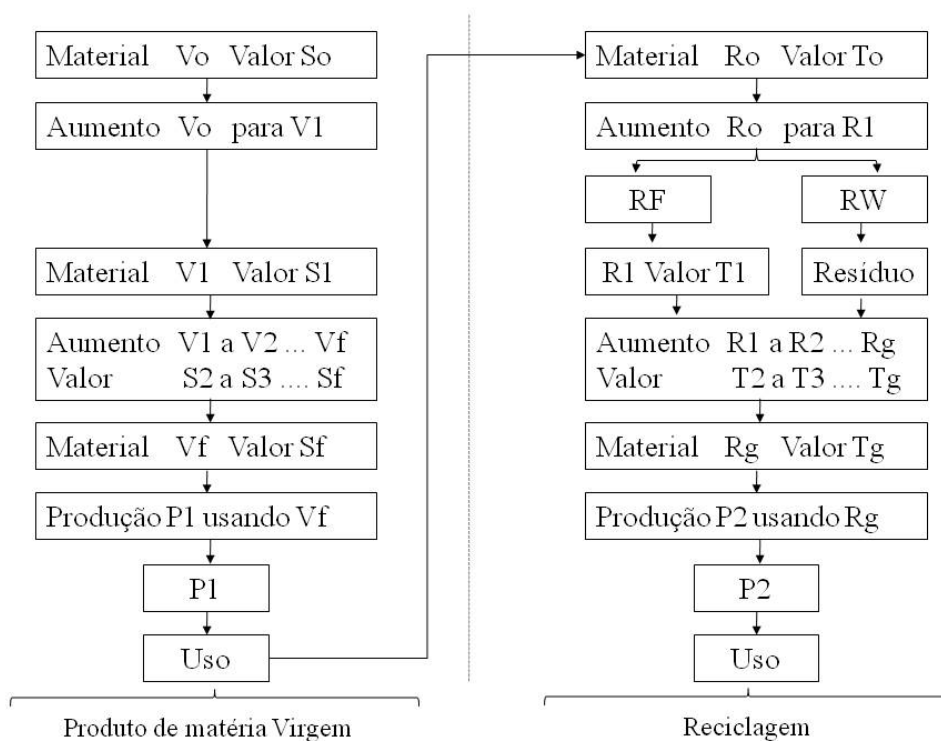 Material Vo Valor So
Aumento Vo para V1
Material V1 Valor S1
Aumento V1 a V2 ... Vf
Valor S2 a S3 .... Sf
Material Vf Valor Sf
Produção P1 usando Vf
P1
Uso
Produto de matéria Virgem
Material Ro Valor To
Aumento Ro para R1
RF
RW
R1 Valor T1
Resíduo
Aumento R1 a R2 ... Rg
Valor T2 a T3 .... Tg
Material Rg Valor Tg
Produção P2 usando Rg
P2
Uso
Reciclagem